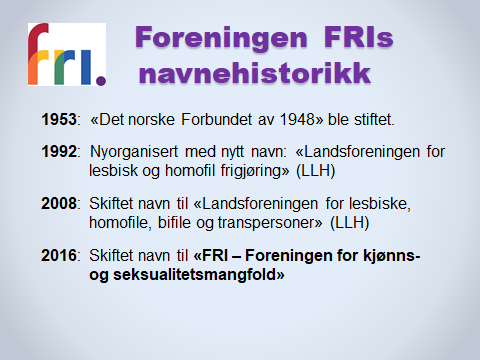 fri.
Foreningen FRIs
navnehistorikk
1953: «Det norske Forbundet av 1948» ble stiftet.
1992: Nyorganisert med nytt navn: «Landsforeningen for
lesbisk og homofil frigjøring» (LLH)
2008: Skiftet navn til «Landsforeningen for lesbiske,
homofile, bifile og transpersoner» (LLH)
2016: Skiftet navn til «FRI – Foreningen for kjønns-
og seksualitetsmangfold»